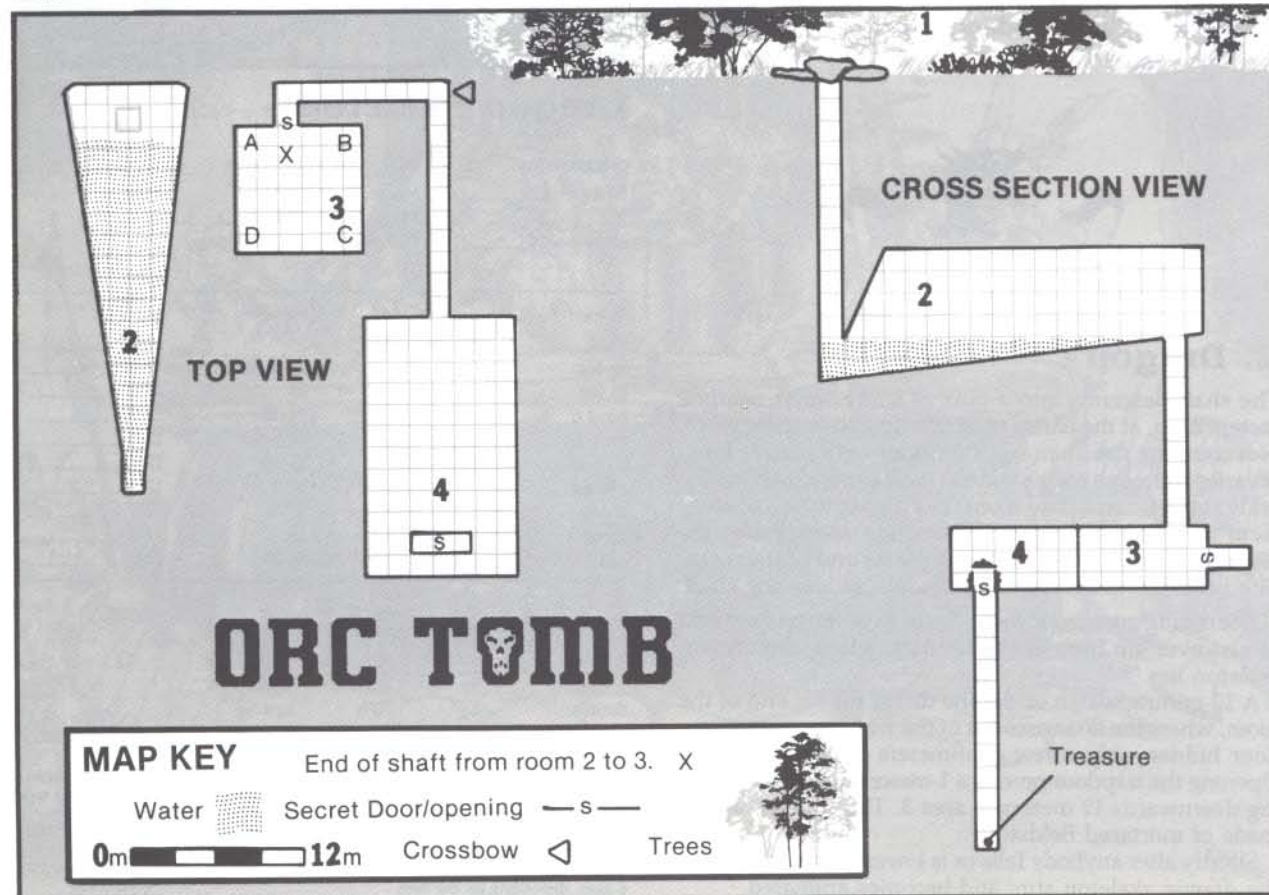 1
S
A
B
X
3
D
C
2
TOP VIEW
4
S
CROSS SECTION VIEW
2
4
3
S
S
Treasure
ORC TOMB
MAP KEY
End of shaft from room 2 to 3. X
Water
Secret Door/opening — s —
0m 12m
Crossbow
Trees